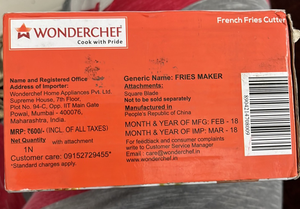 WONDERCHEF
Cook with Pride
French Fries Cutter
Name and Registered Office
Address of Importer:
Wonderchef Home Appliances Pvt. Ltd.
Supreme House, 7th Floor,
Plot No. 94-C, Opp. IIT Main Gate
Powai, Mumbai - 400076,
Maharashtra, India.
MRP: ₹600/- (INCL OF ALL TAXES)
Net Quantity with attachment
1N
Customer care: 09152729455*
Generic Name: FRIES MAKER
Attachments:
Square Blade
Not to be sold separately
Manufactured in
People's Republic of China
MONTH & YEAR OF MFG: FEB - 18
MONTH & YEAR OF IMP: MAR - 18
For feedback and consumer complaints
write to Customer Service Manager
Email : care@wonderchef.in
www.wonderchef.in